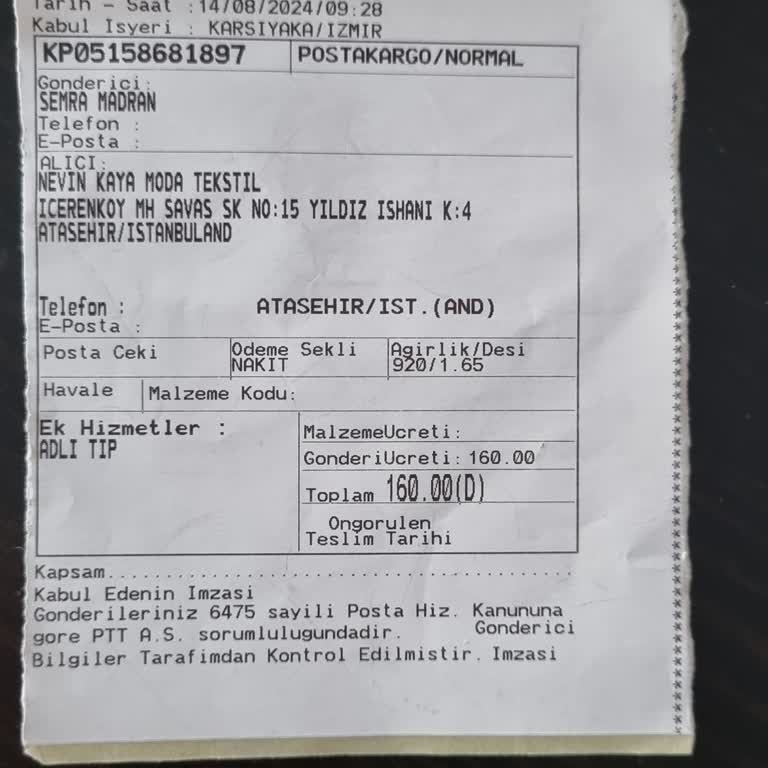 Tarih - Saat :14/08/2024/09:28
Kabul Isyeri : KARSIYAKA/IZMIR
KP05158681897 POSTAKARGO/NORMAL
Gonderici:
SEMRA MADRAN
Telefon :
E-Posta :
ALICI:
NEVIN KAYA MODA TEKSTIL
ICERENKOY MH SAVAS SK NO:15 YILDIZ ISHANI K:4
ATASEHIR/ISTANBULAND
Telefon : ATASEHIR/IST.(AND)
E-Posta :
Posta Ceki Odeme Sekli Agirlik/Desi
NAKIT 920/1.65
Havale Malzeme Kodu:
Ek Hizmetler : MalzemeUcreti:
ADLI TIP GonderiUcreti: 160.00
Toplam 160.00(D)
Ongorulen
Teslim Tarihi
Kapsam.......................................
Kabul Edenin Imzasi
Gonderileriniz 6475 sayili Posta Hiz. Kanununa
gore PTT A.S. sorumlulugundadir. Gonderici
Bilgiler Tarafimdan Kontrol Edilmistir. Imzasi